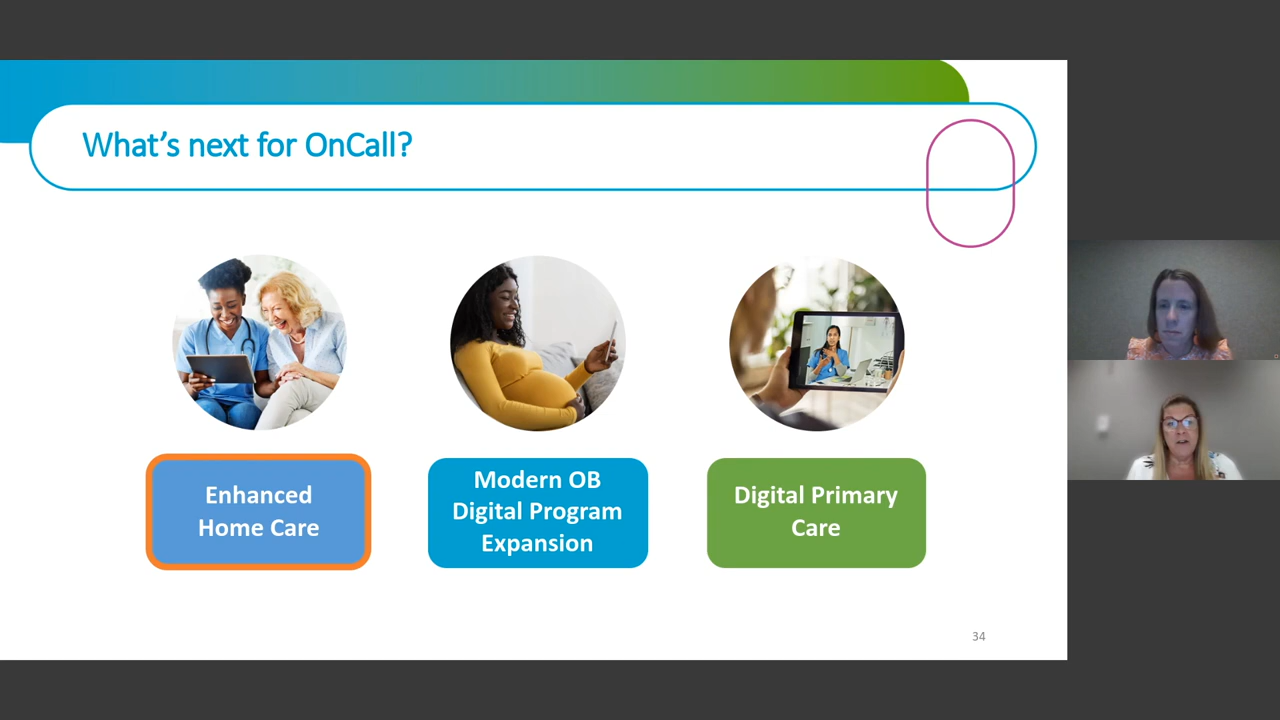 What's next for OnCall?
Enhanced
Home Care
Modern OB
Digital Program
Expansion
Digital Primary
Care
34